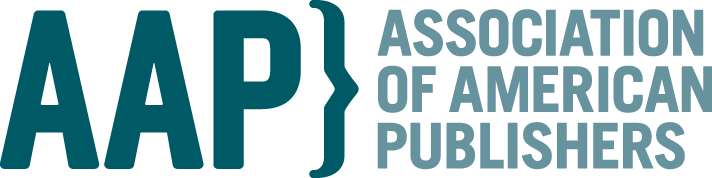 AAP}
ASSOCIATION
OF AMERICAN
PUBLISHERS